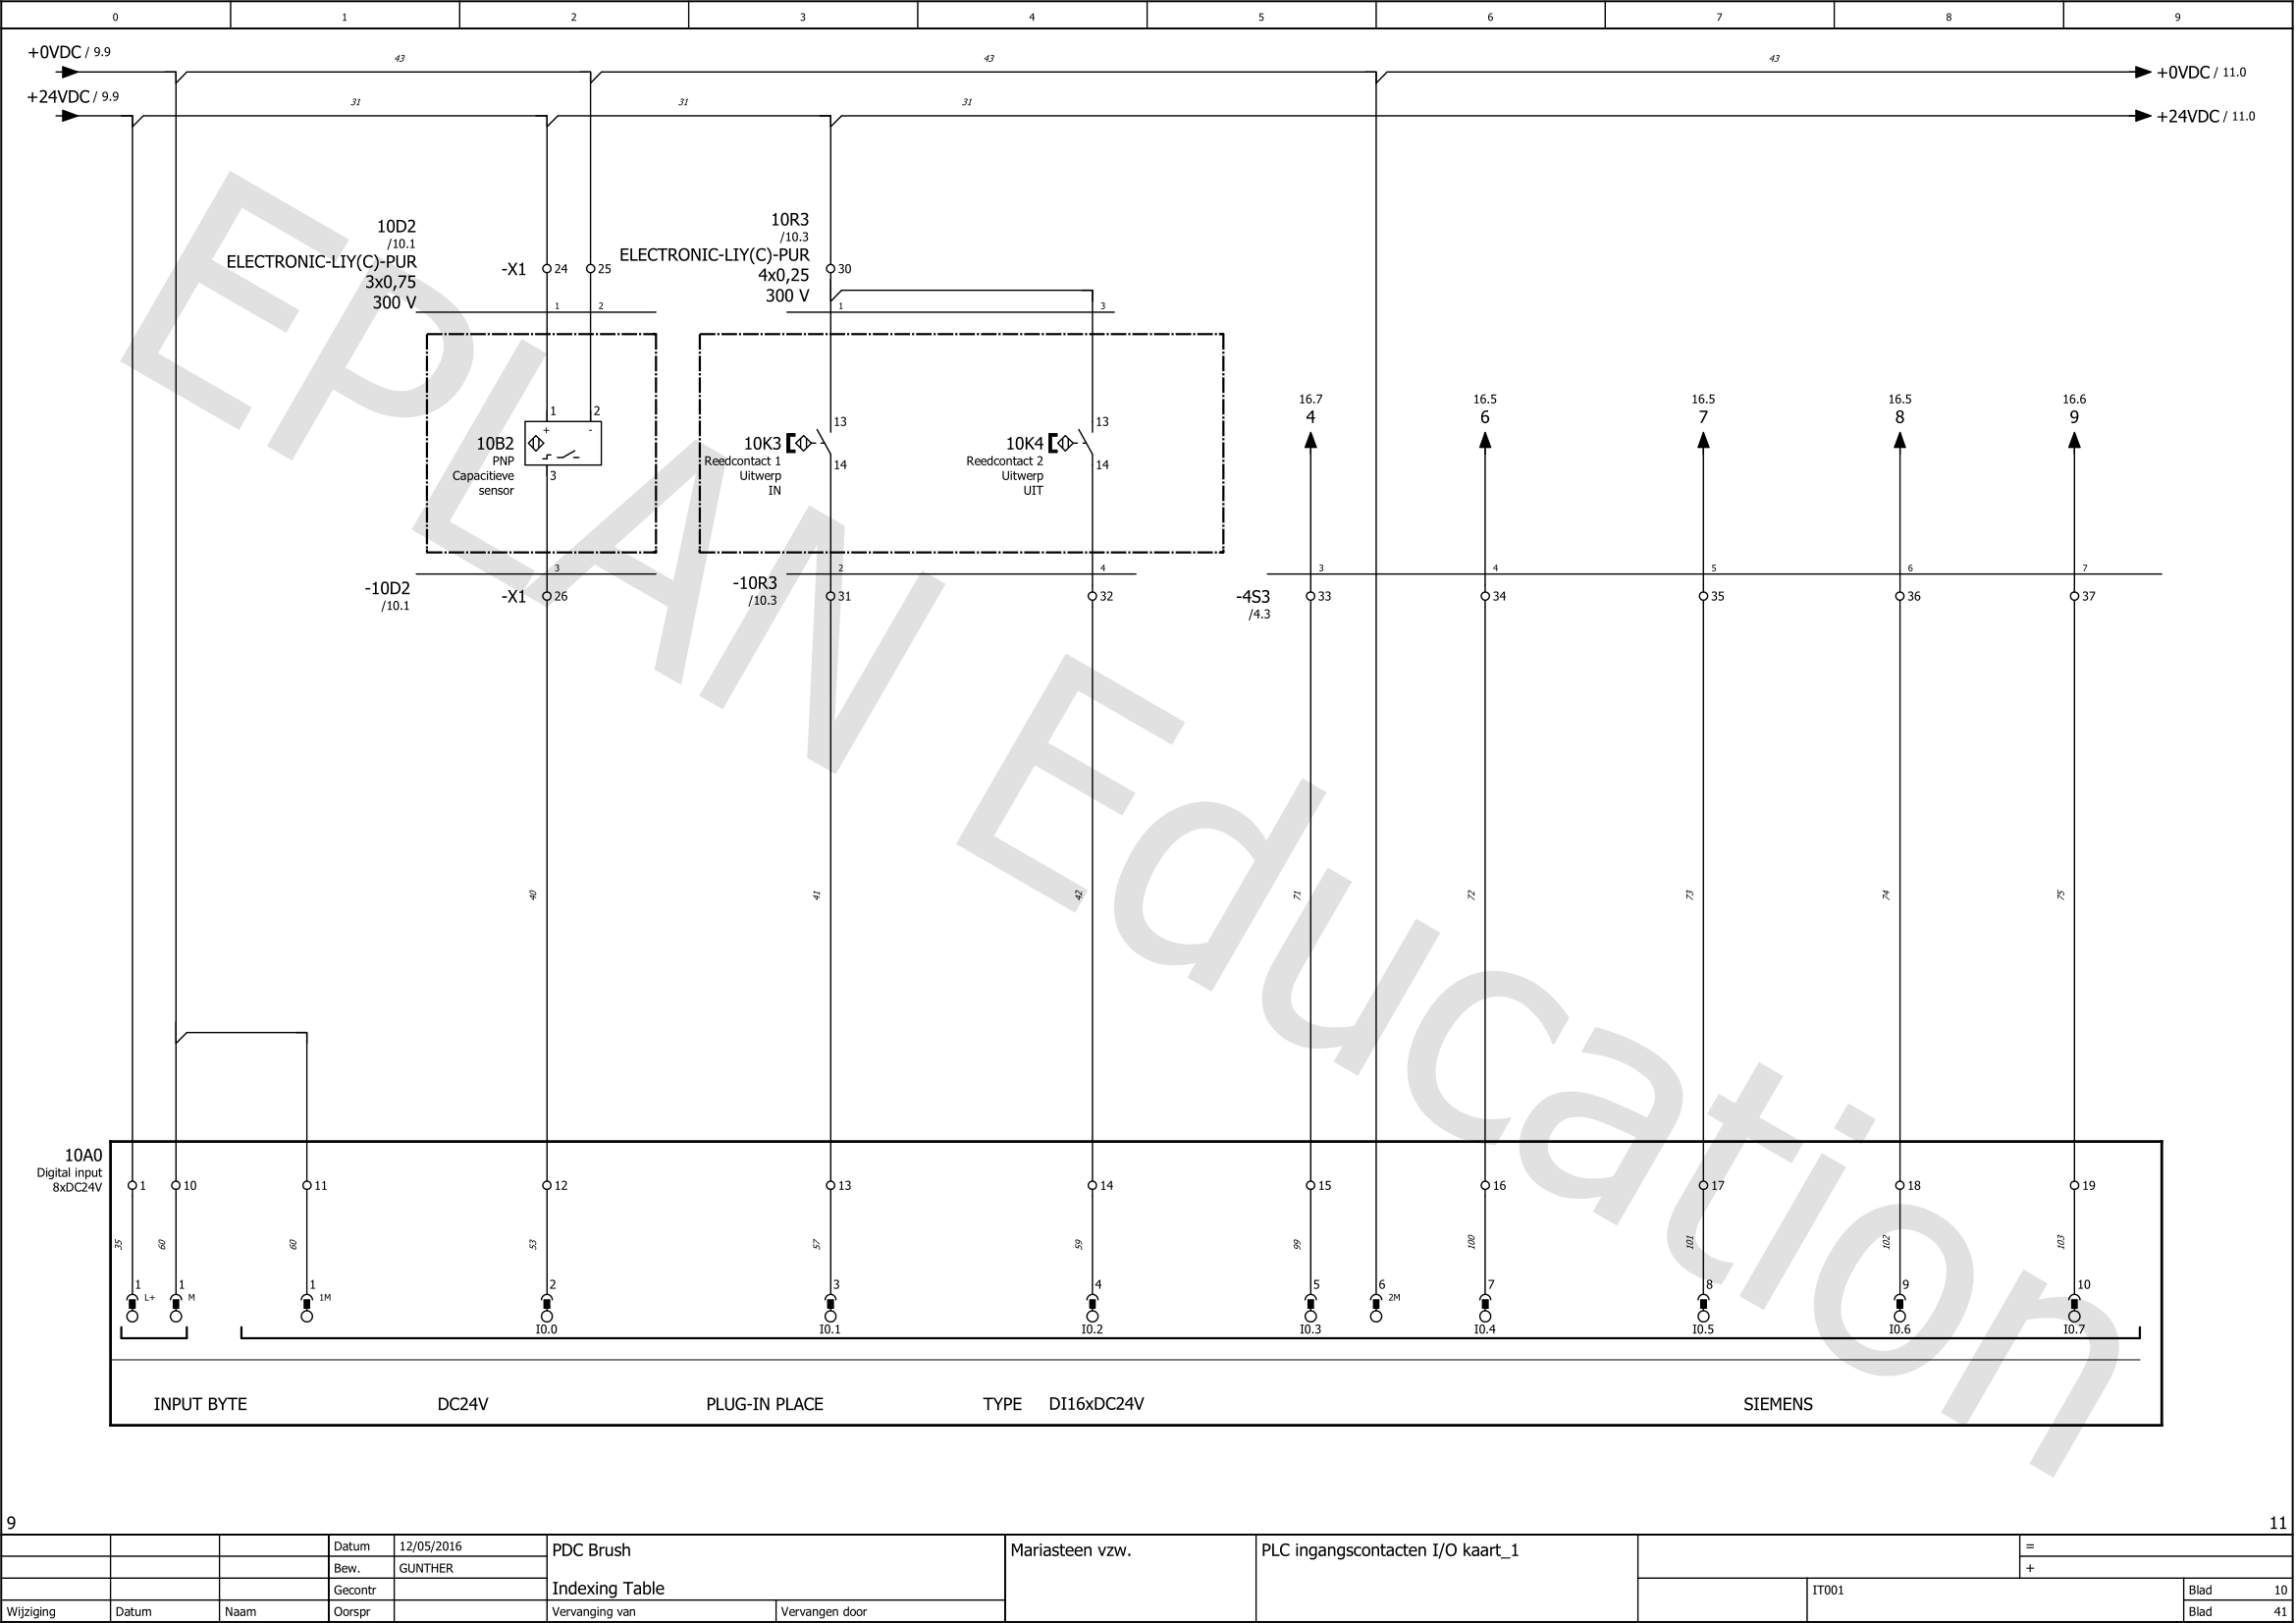 0 1 2 3 4 5 6 7 8 9
+0VDC / 9.9
43 43 43
+0VDC / 11.0
+24VDC / 9.9
31 31 31
+24VDC / 11.0
EPLAN Education
10D2
/10.1
ELECTRONIC-LIY(C)-PUR
3x0,75
300 V
-X1 24 25
1 2
10R3
/10.3
ELECTRONIC-LIY(C)-PUR
4x0,25
300 V
30
1 3
1 2
+ -
10B2
PNP
Capacitieve
sensor
3
13
10K3
Reedcontact 1
Uitwerp
IN
14
13
10K4
Reedcontact 2
Uitwerp
UIT
14
16.7 16.5 16.5 16.5 16.6
4 6 7 8 9
3 2 4 3 4 5 6 7
-10D2
/10.1
-X1 26
-10R3
/10.3
31 32
-4S3
/4.3
33 34 35 36 37
40 41 42 71 72 73 74 75
10A0
Digital input
8xDC24V
1 10 11 12 13 14 15 16 17 18 19
35 60 60 53 57 59 99 100 101 102 103
1 1 1 2 3 4 5 6 7 8 9 10
L+ M 1M 2M
I0.0 I0.1 I0.2 I0.3 I0.4 I0.5 I0.6 I0.7
INPUT BYTE DC24V PLUG-IN PLACE TYPE DI16xDC24V SIEMENS
9 11
Datum 12/05/2016 PDC Brush Mariasteen vzw. PLC ingangscontacten I/O kaart_1 =
Bew. GUNTHER +
Gecontr Indexing Table IT001 Blad 10
Wijziging Datum Naam Oorspr Vervanging van Vervangen door Blad 41